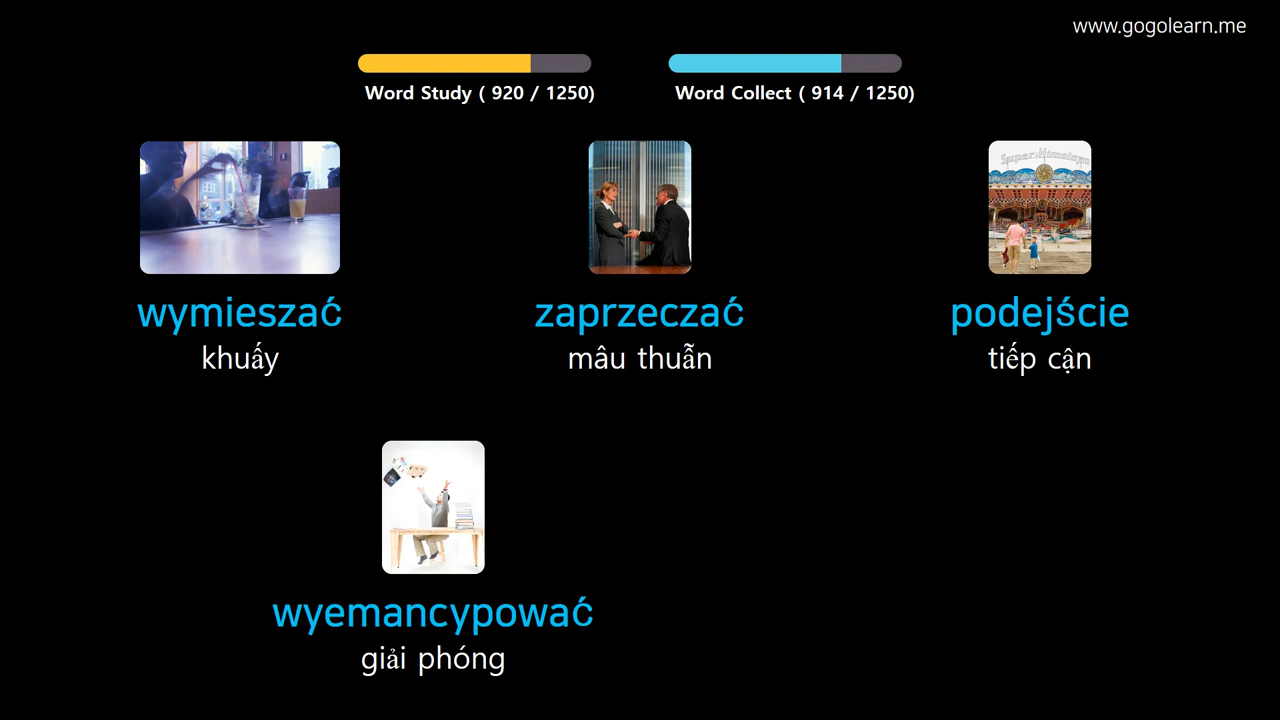 www.gogolearn.me
Word Study ( 920 / 1250)
Word Collect ( 914 / 1250)
wymieszać
khuấy
zaprzeczać
mâu thuẫn
podejście
tiếp cận
wyemancypować
giải phóng